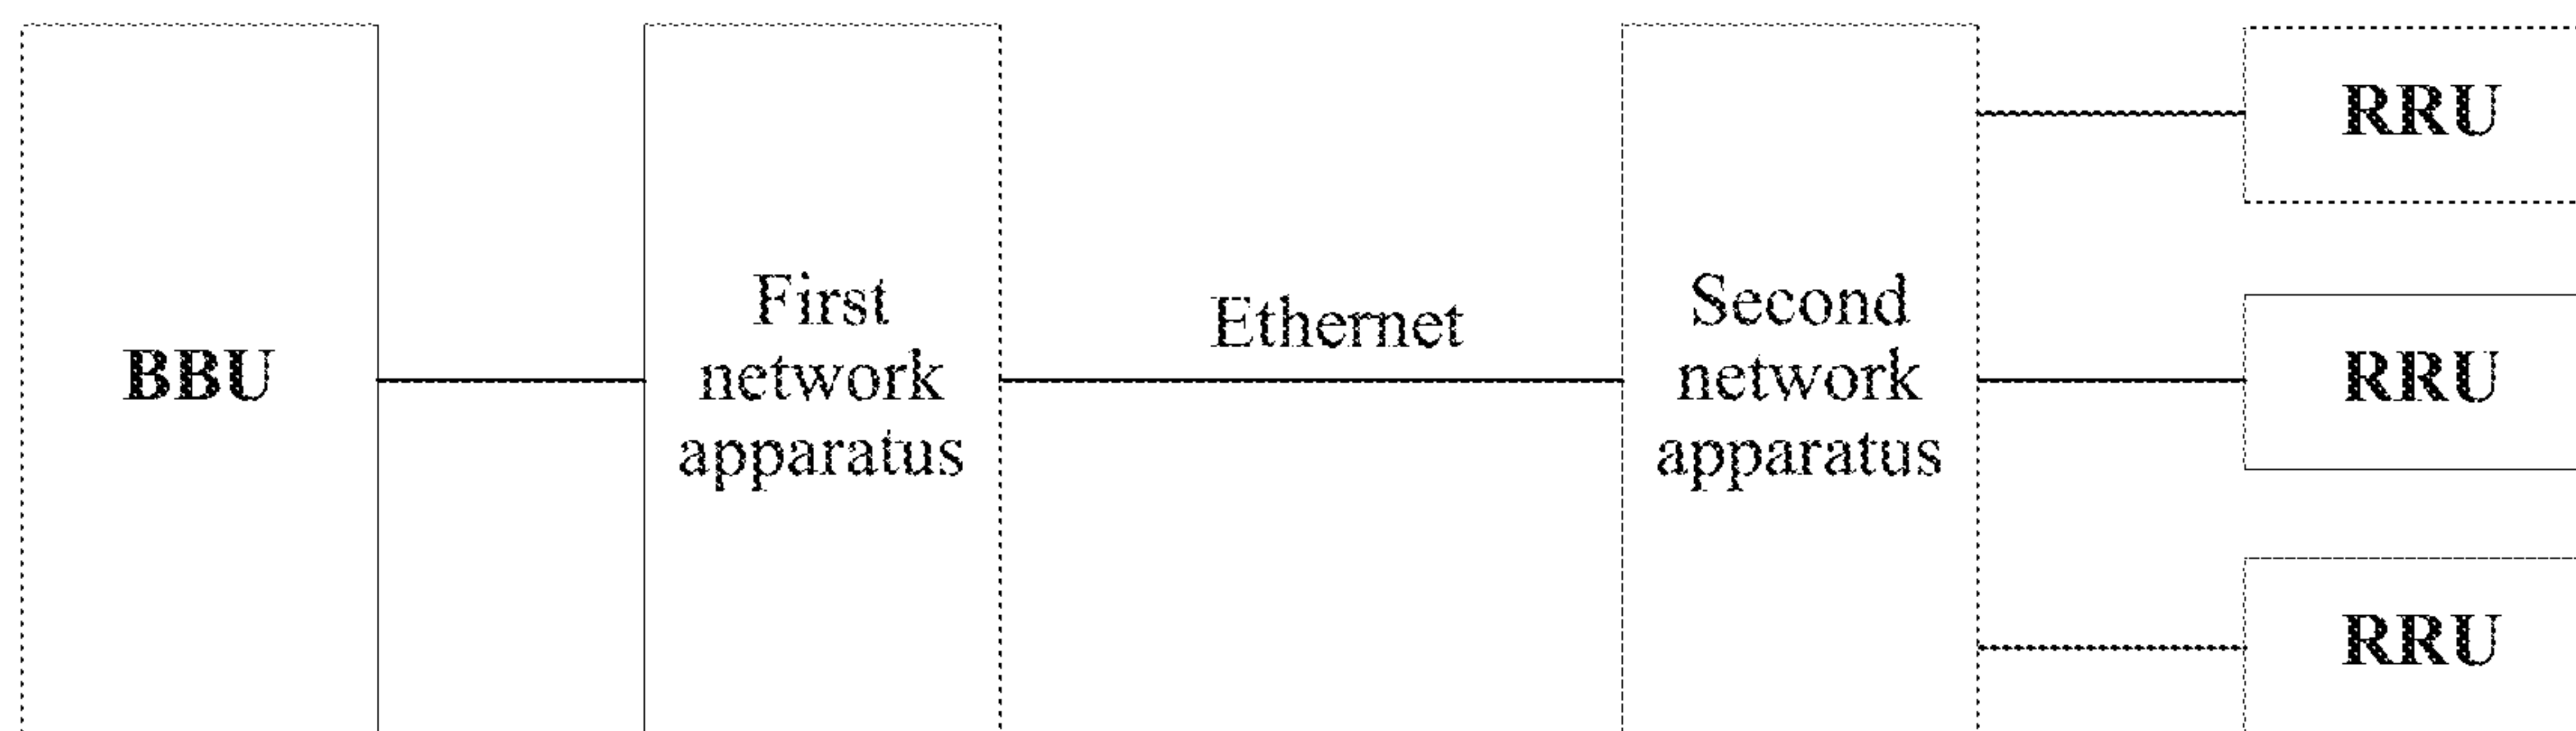 BBU
First
network
apparatus
Ethernet
Second
network
apparatus
RRU
RRU
RRU